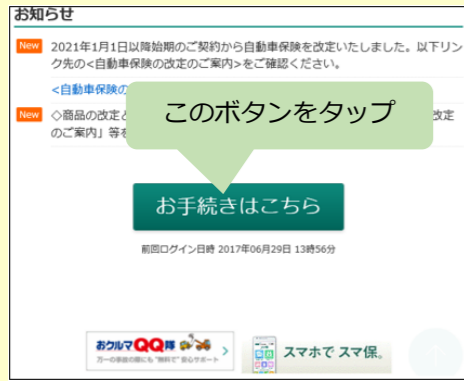 お知らせ
New 2021年1月1日以降始期のご契約から自動車保険を改定いたしました。以下リン
ク先の<自動車保険の改定のご案内>をご確認ください。
<自動車保険の
New ◇商品の改定と 改定
のご案内」等を
このボタンをタップ
お手続きはこちら
前回ログイン日時 2017年06月29日 13時56分
おクルマQQ隊
万一の事故の際にも"無料で"安心サポート
スマホで スマ保。